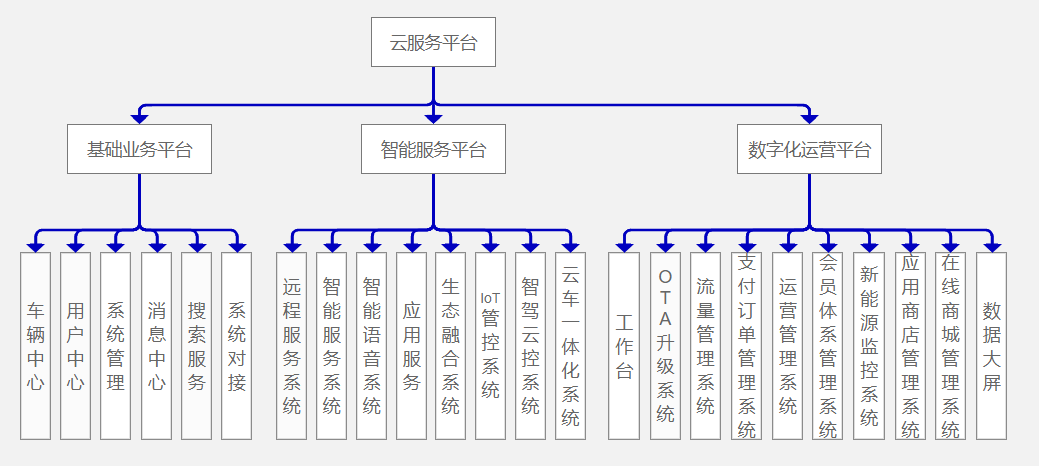 云服务平台
基础业务平台
智能服务平台
数字化运营平台
车辆中心
用户中心
系统管理
消息中心
搜索服务
系统对接
远程服务系统
智能服务系统
智能语音系统
应用服务
生态融合系统
IoT管控系统
智驾云控系统
云车一体化系统
工作台
OTA升级系统
流量管理系统
支付订单管理系统
运营管理系统
会员体系管理系统
新能源监控系统
应用商店管理系统
在线商城管理系统
数据大屏